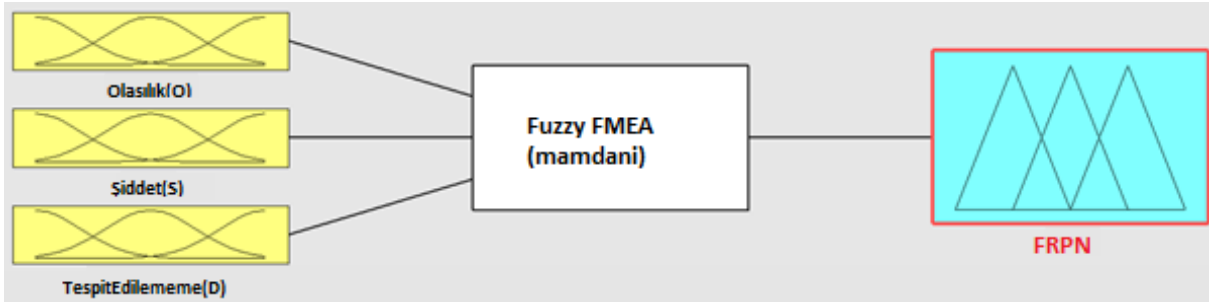 Olasılık(O)
Şiddet(S)
TespitEdilememe(D)
Fuzzy FMEA
(mamdani)
FRPN